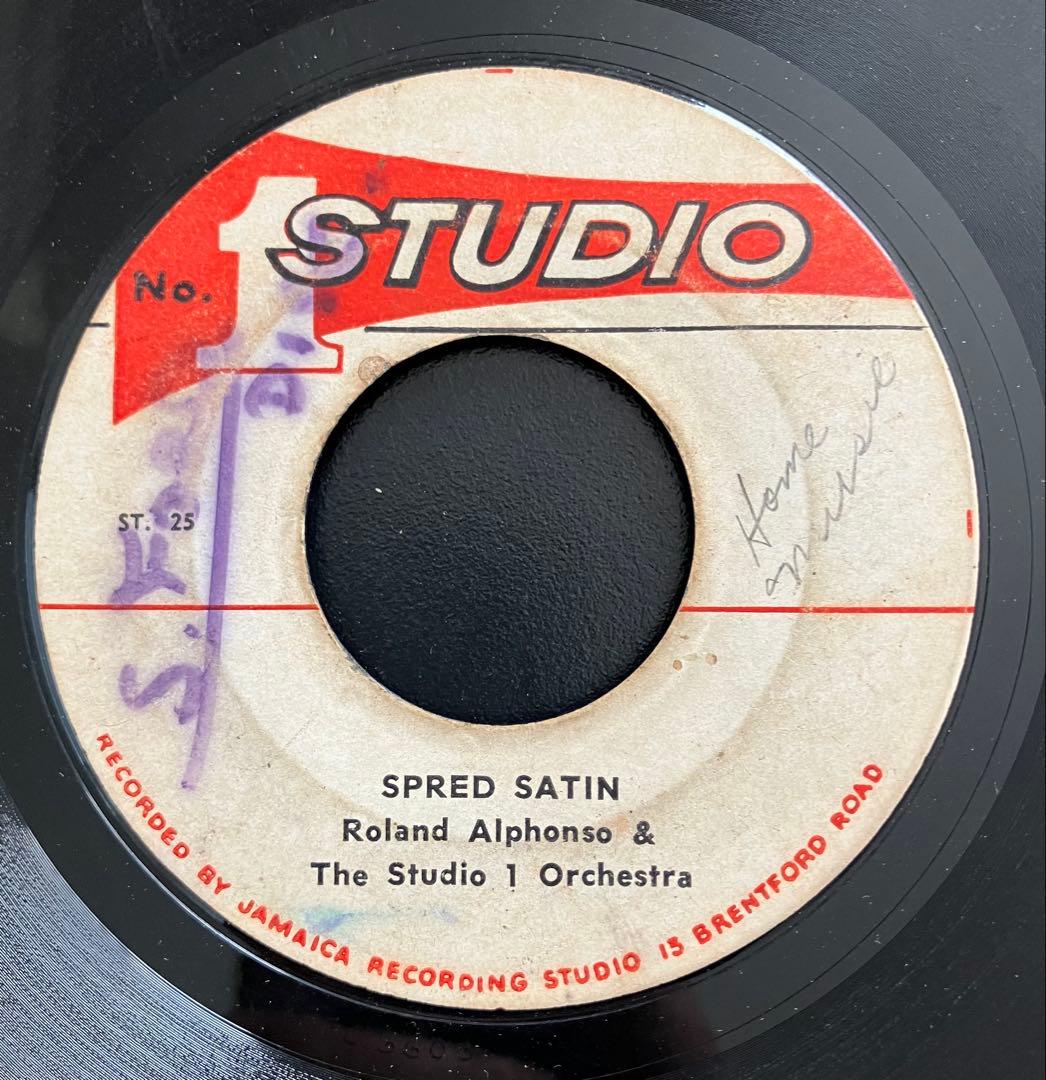 No. 1 STUDIO
Home
Music
ST. 25
SPRED SATIN
Roland Alphonso &
The Studio 1 Orchestra
RECORDED BY JAMAICA RECORDING STUDIO 13 BRENTFORD ROAD